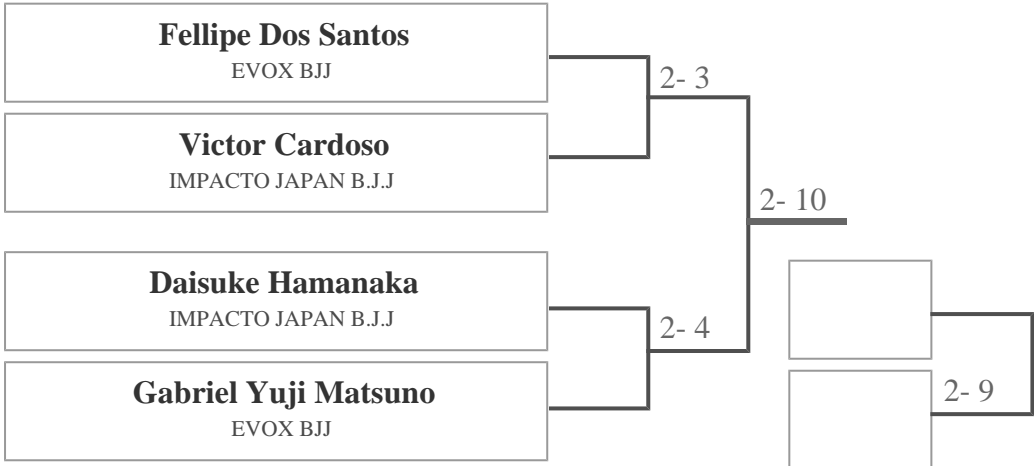 Fellipe Dos Santos
EVOX BJJ
2- 3
Victor Cardoso
IMPACTO JAPAN B.J.J
2- 10
Daisuke Hamanaka
IMPACTO JAPAN B.J.J
2- 4
Gabriel Yuji Matsuno
EVOX BJJ
2- 9